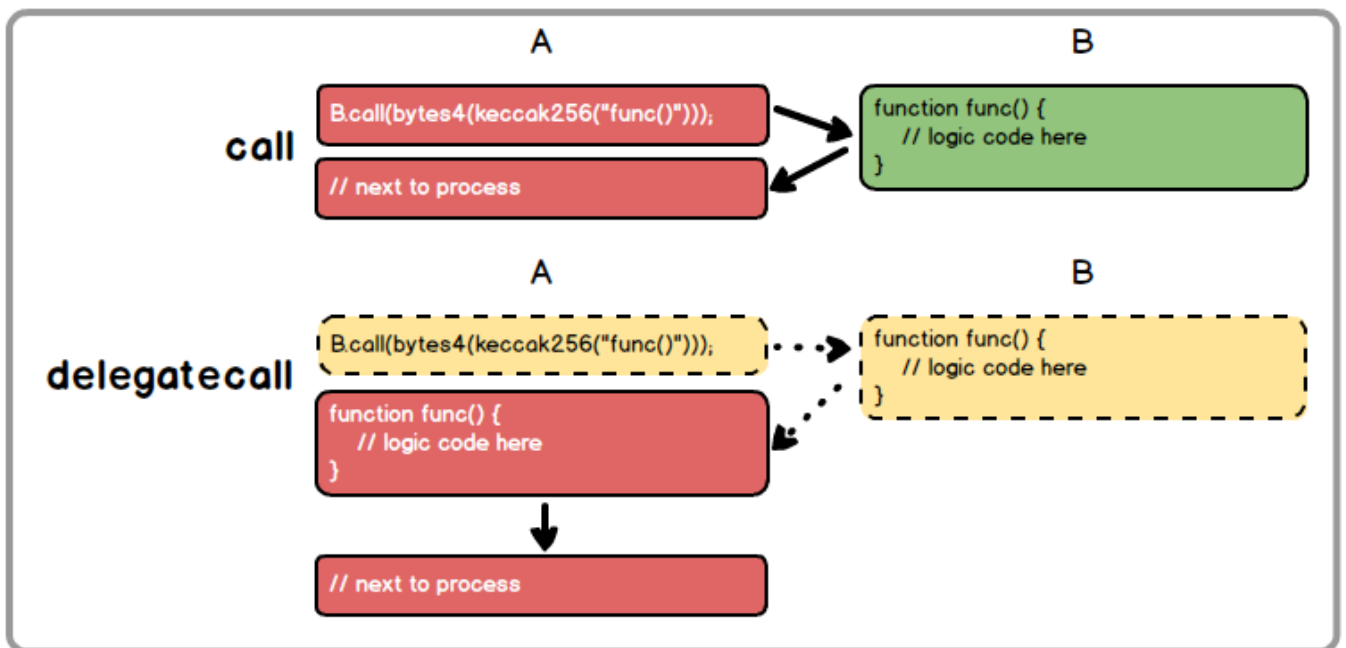 A B
call
B.call(bytes4(keccak256("func()")));
// next to process
function func() {
// logic code here
}
A B
delegatecall
B.call(bytes4(keccak256("func()")));
function func() {
// logic code here
}
function func() {
// logic code here
}
// next to process